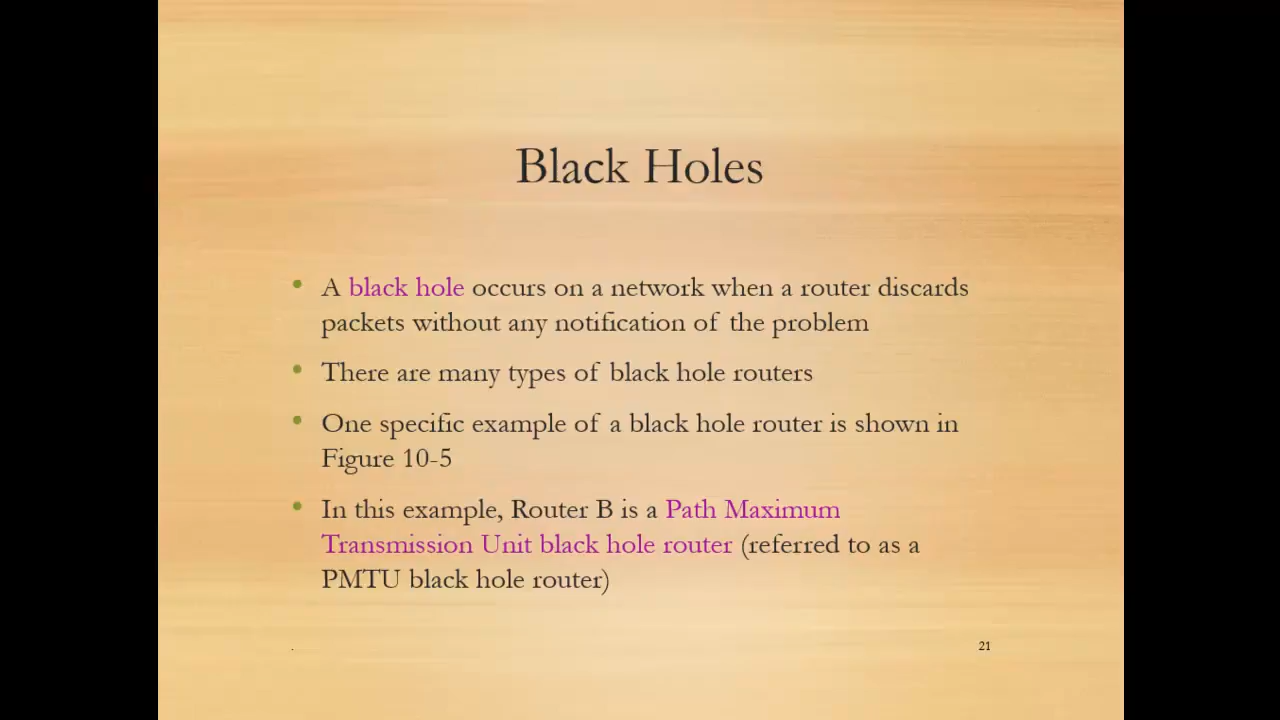 Black Holes
• A black hole occurs on a network when a router discards
packets without any notification of the problem
• There are many types of black hole routers
• One specific example of a black hole router is shown in
Figure 10-5
• In this example, Router B is a Path Maximum
Transmission Unit black hole router (referred to as a
PMTU black hole router)
. 21